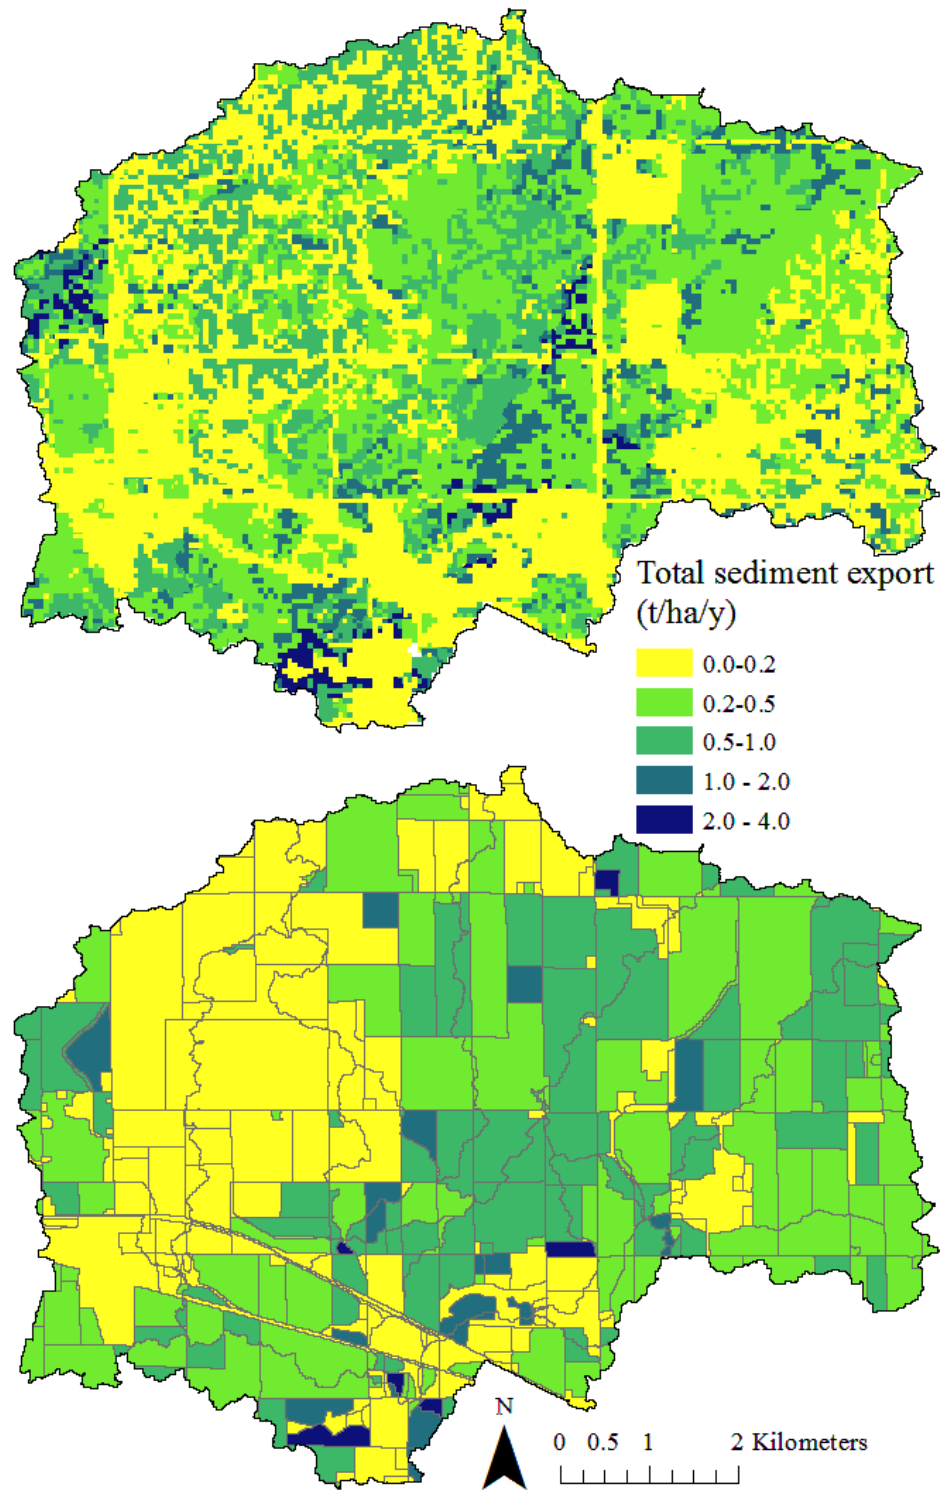 Total sediment export
(t/ha/y)
0.0-0.2
0.2-0.5
0.5-1.0
1.0 - 2.0
2.0 - 4.0
N
0 0.5 1 2 Kilometers